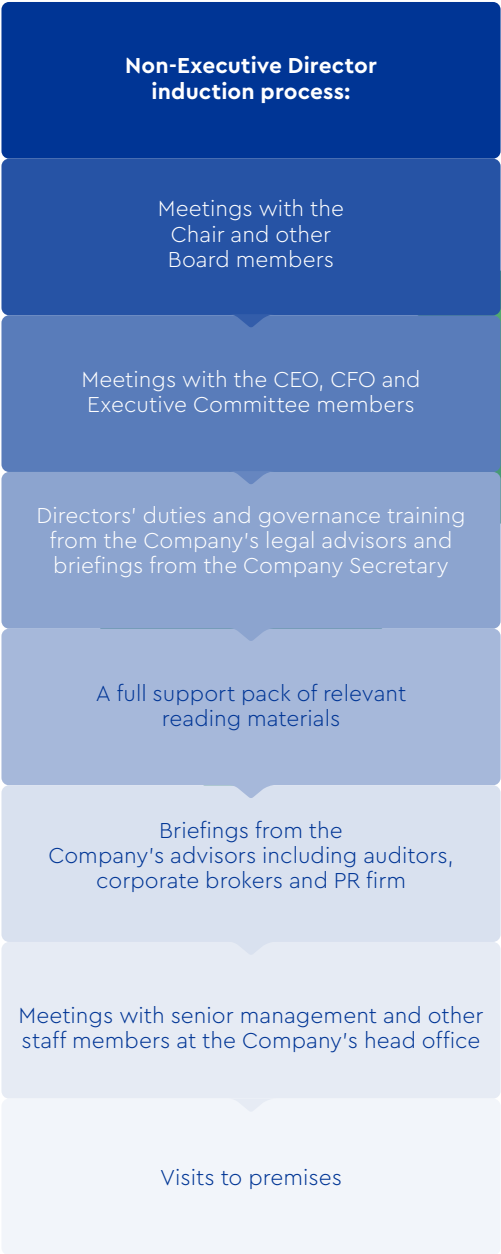 Non-Executive Director
induction process:
Meetings with the
Chair and other
Board members
Meetings with the CEO, CFO and
Executive Committee members
Directors’ duties and governance training
from the Company’s legal advisors and
briefings from the Company Secretary
A full support pack of relevant
reading materials
Briefings from the
Company’s advisors including auditors,
corporate brokers and PR firm
Meetings with senior management and other
staff members at the Company’s head office
Visits to premises